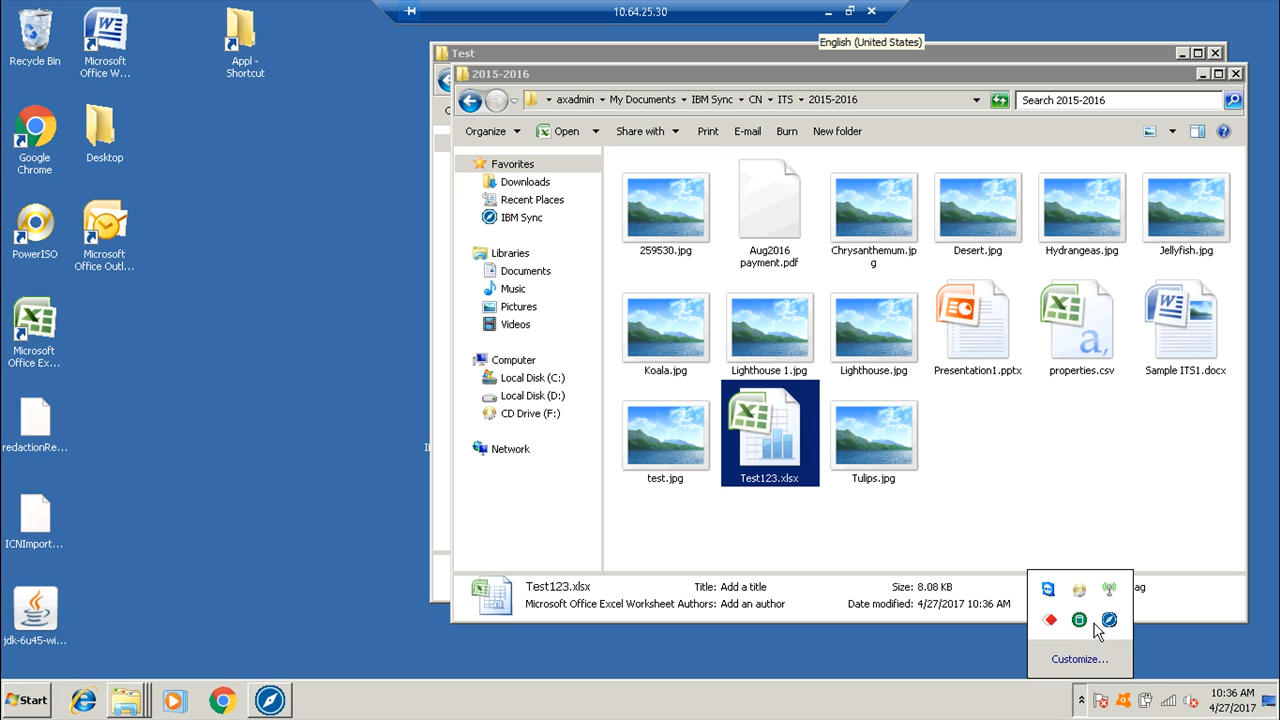 10.64.25.30
English (United States)
Recycle Bin
Microsoft
Office W...
Appl -
Shortcut
Google
Chrome
Desktop
PowerISO
Microsoft
Office Outl...
Microsoft
Office Ex...
redactionRe...
ICNImport...
jdk-6u45-wi...
Test
2015-2016
axadmin
My Documents
IBM Sync
CN
ITS
2015-2016
Search 2015-2016
Organize
Open
Share with
Print
E-mail
Burn
New folder
Favorites
Downloads
Recent Places
IBM Sync
Libraries
Documents
Music
Pictures
Videos
Computer
Local Disk (C:)
Local Disk (D:)
CD Drive (F:)
Network
259530.jpg
Aug2016
payment.pdf
Chrysanthemum.jp
g
Desert.jpg
Hydrangeas.jpg
Jellyfish.jpg
Koala.jpg
Lighthouse 1.jpg
Lighthouse.jpg
Presentation1.pptx
properties.csv
Sample ITS1.docx
test.jpg
Test123.xlsx
Tulips.jpg
Test123.xlsx
Title: Add a title
Size: 8.08 KB
ag
Microsoft Office Excel Worksheet
Authors: Add an author
Date modified: 4/27/2017 10:36 AM
Customize...
Start
10:36 AM
4/27/2017